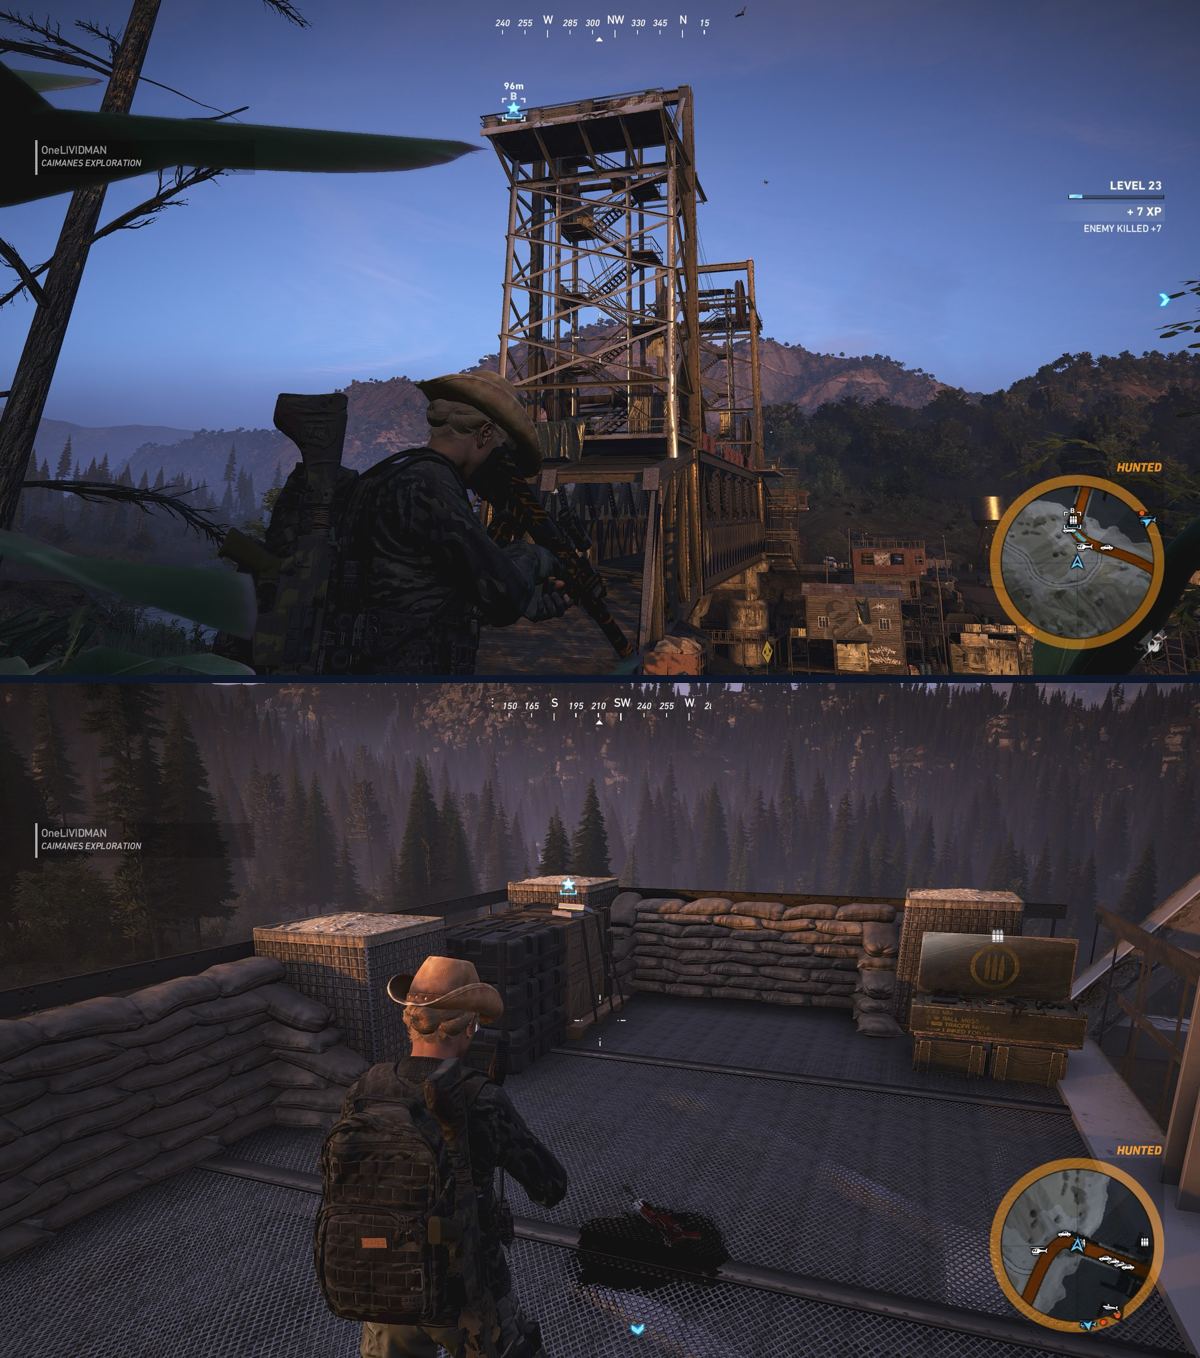 240 255 W 285 300 NW 330 345 N 15
96m
B
OneLIVIDMAN
CAIMANES EXPLORATION
LEVEL 23
+ 7 XP
ENEMY KILLED +7
HUNTED
B
150 165 S 195 210 SW 240 255 W
OneLIVIDMAN
CAIMANES EXPLORATION
HUNTED